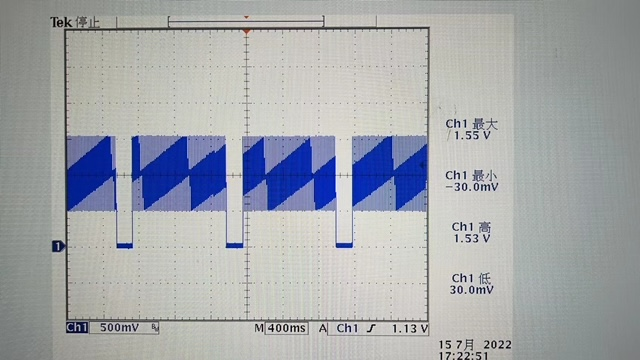 Tek 停止
Ch1 最大
1.55 V
Ch1 最小
-30.0mV
Ch1 高
1.53 V
Ch1 低
30.0mV
1
Ch1 500mV
M 400ms A Ch1 1.13 V
15 7月 2022
17:22:51